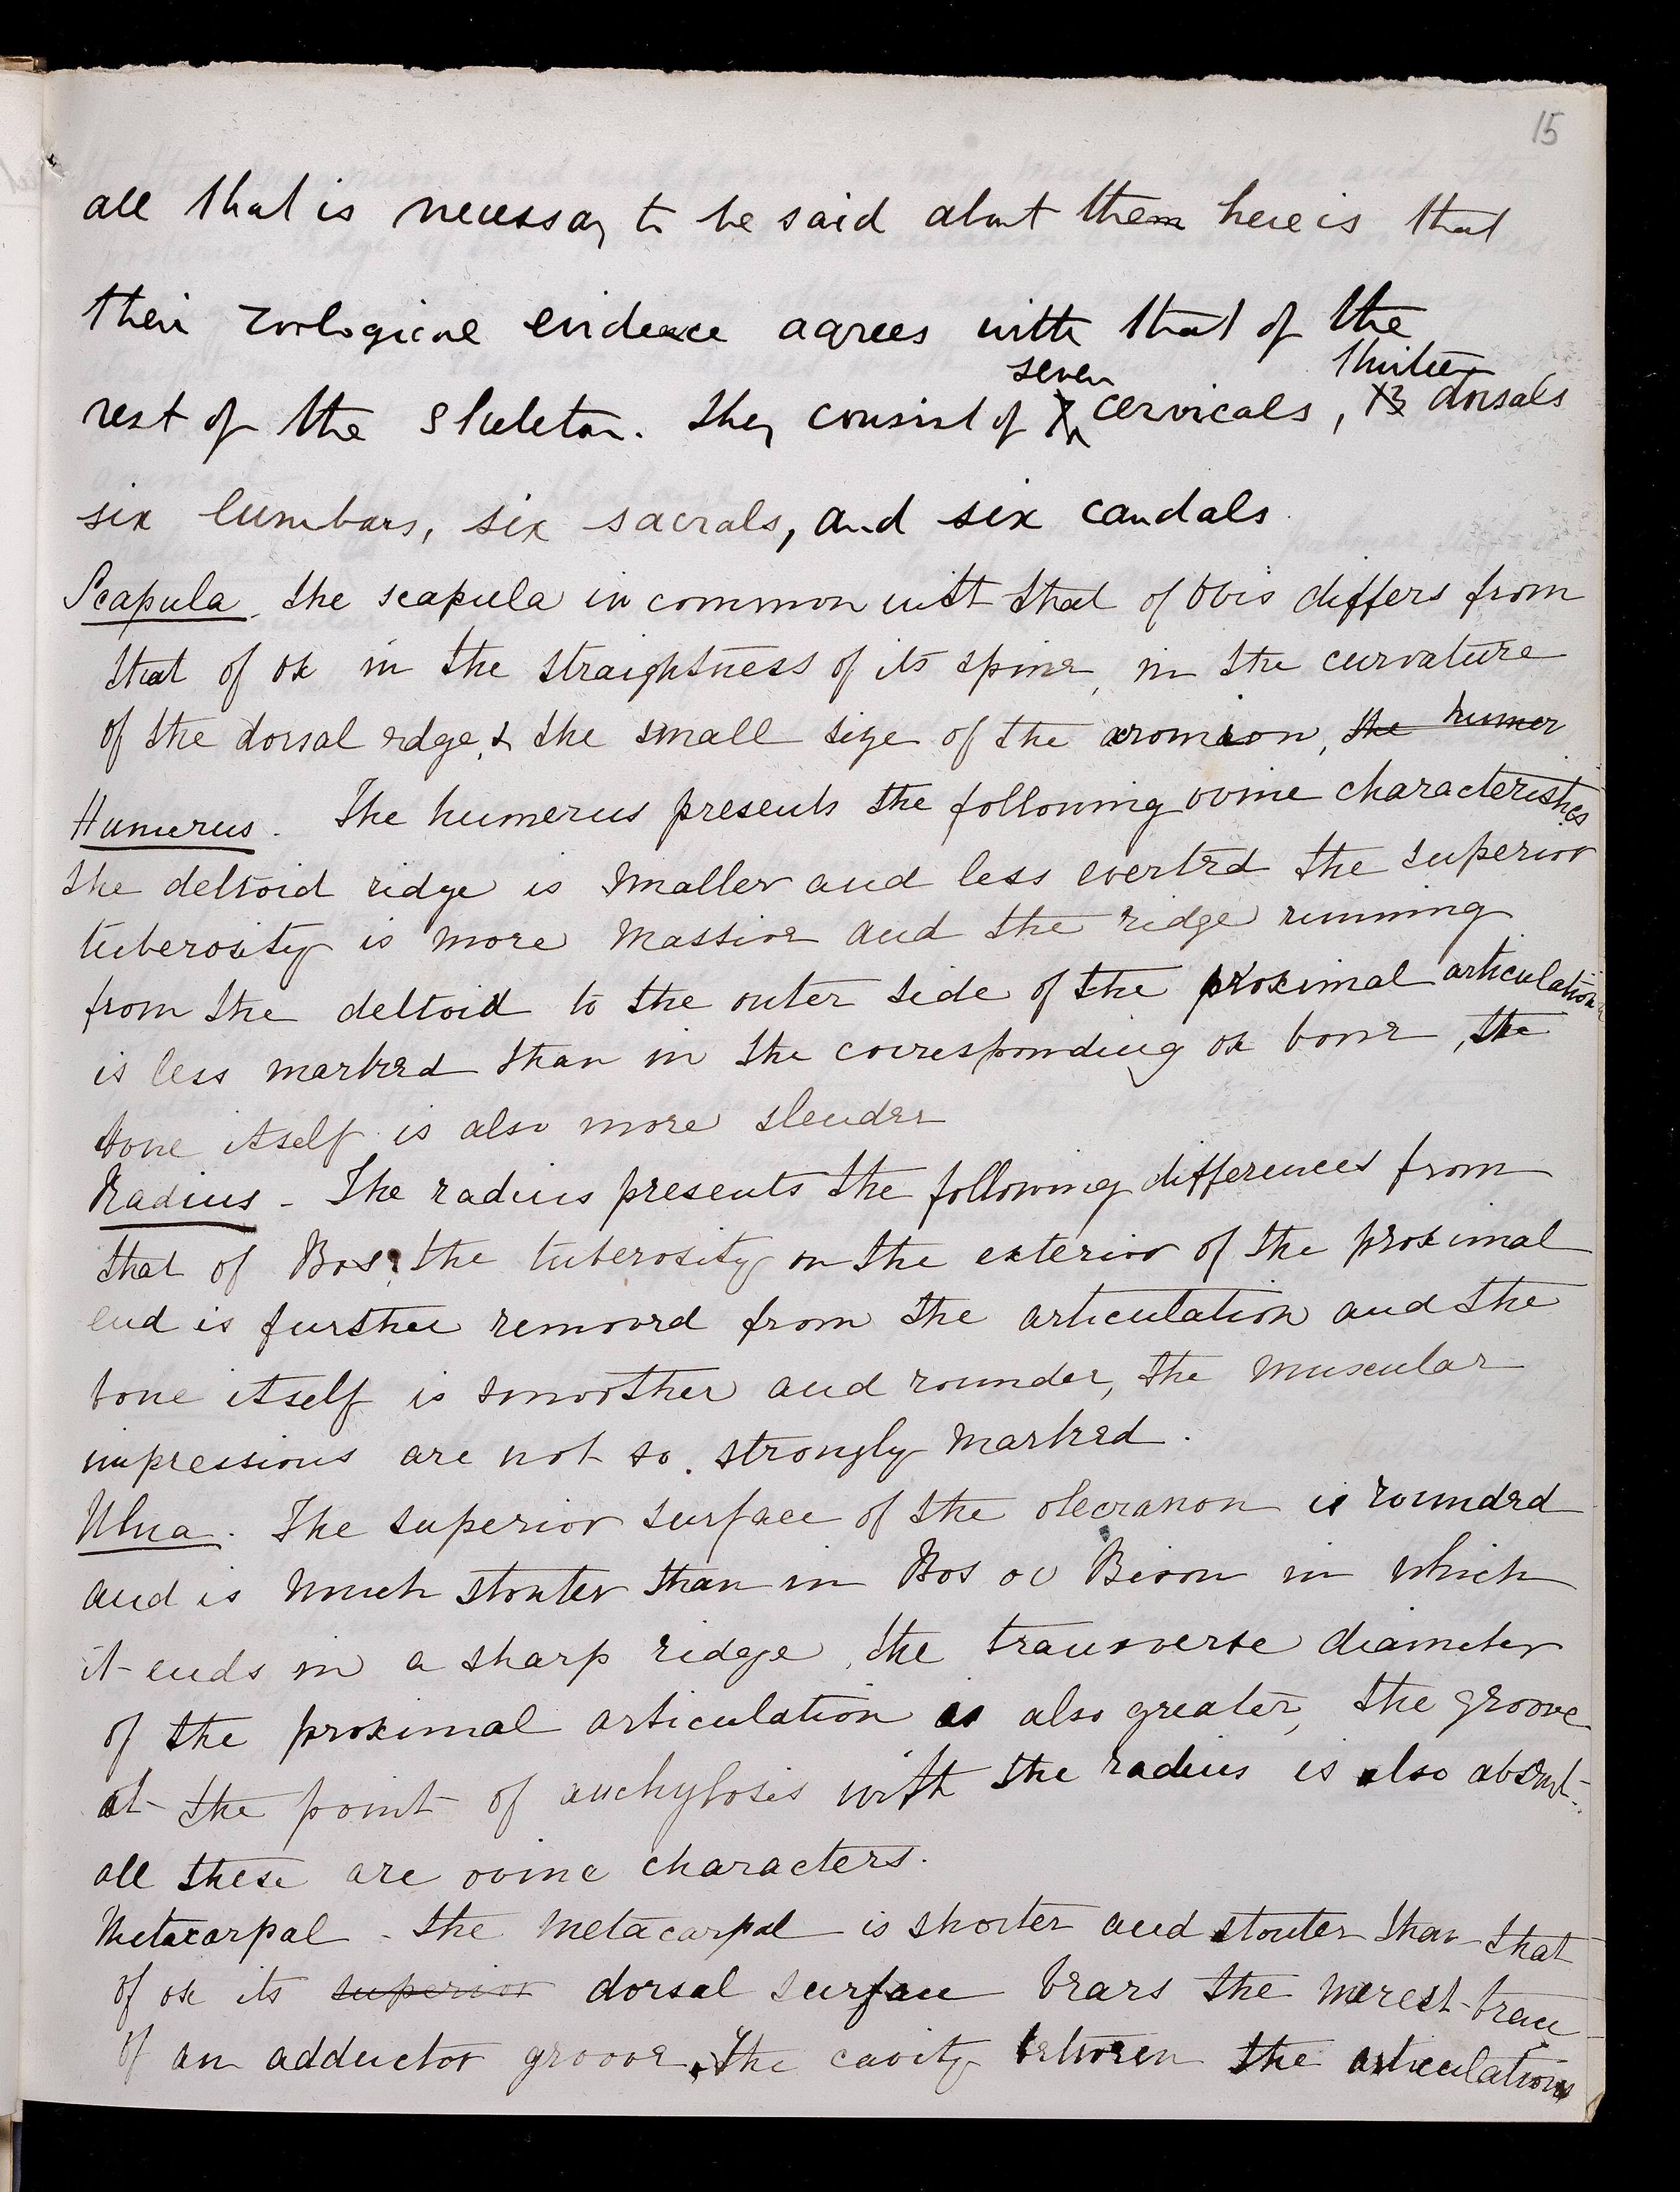 15
all that is necessary to be said about them here is that
their zoological evidence agrees with that of the
seven thirteen
rest of the skeleton. They consist of 7 cervicals, 13 dorsals
six lumbars, six sacrals, and six caudals
Scapula. The scapula in common with that of Ovis differs from
that of ox in the straightness of its spine, in the curvature
of the dorsal edge, & the small size of the acromion, the humer
Humerus. The humerus presents the following ovine characteristics
the deltoid ridge is smaller and less everted the superior
tuberosity is more massive and the ridge running
from the deltoid to the outer side of the proximal articulation
is less marked than in the corresponding ox bone, the
bone itself is also more slender
Radius - The radius presents the following differences from
that of Bos, the tuberosity on the exterior of the proximal
end is further removed from the articulation and the
bone itself is smoother and rounder, the muscular
impressions are not so strongly marked.
Ulna. The superior surface of the olecranon is rounded
and is much stouter than in Bos or Bison in which
it ends in a sharp ridge, the transverse diameter
of the proximal articulation is also greater, the groove
at the point of anchylosis with the radius is also absent.
all these are ovine characters.
Metacarpal - the metacarpal is shorter and stouter than that
of ox its superior dorsal surface bears the merest trace
of an adductor groove. The cavity between the articulations